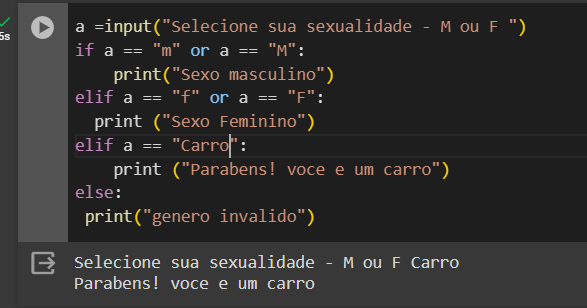 5s
a =input("Selecione sua sexualidade - M ou F ")
if a == "m" or a == "M":
    print("Sexo masculino")
elif a == "f" or a == "F":
  print ("Sexo Feminino")
elif a == "Carro":
    print ("Parabens! voce e um carro")
else:
 print("genero invalido")
Selecione sua sexualidade - M ou F Carro
Parabens! voce e um carro